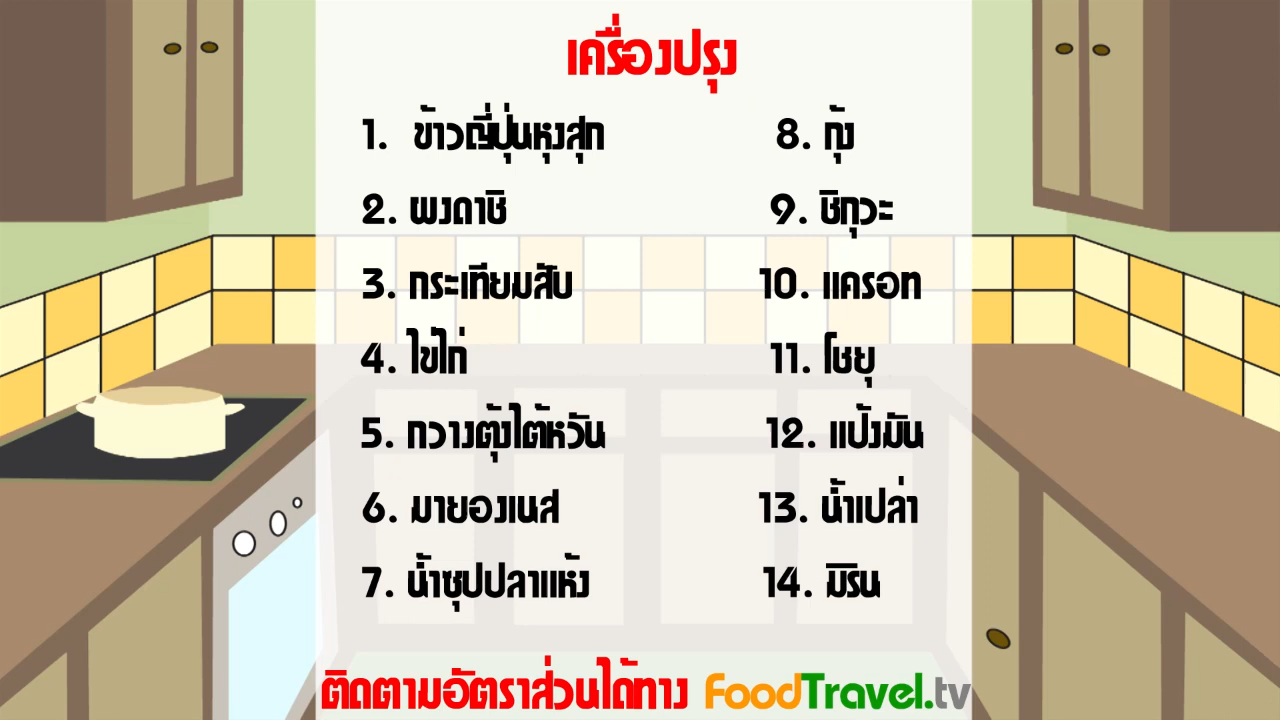 เครื่องปรุง
1. ข้าวญี่ปุ่นหุงสุก
2. ผงดาชิ
3. กระเทียมสับ
4. ไข่ไก่
5. กวางตุ้งไต้หวัน
6. มายองเนส
7. น้ำซุปปลาแห้ง
8. กุ้ง
9. ชิกุวะ
10. แครอท
11. โชยุ
12. แป้งมัน
13. น้ำเปล่า
14. มิริน
ติดตามอัตราส่วนได้ทาง FoodTravel.tv